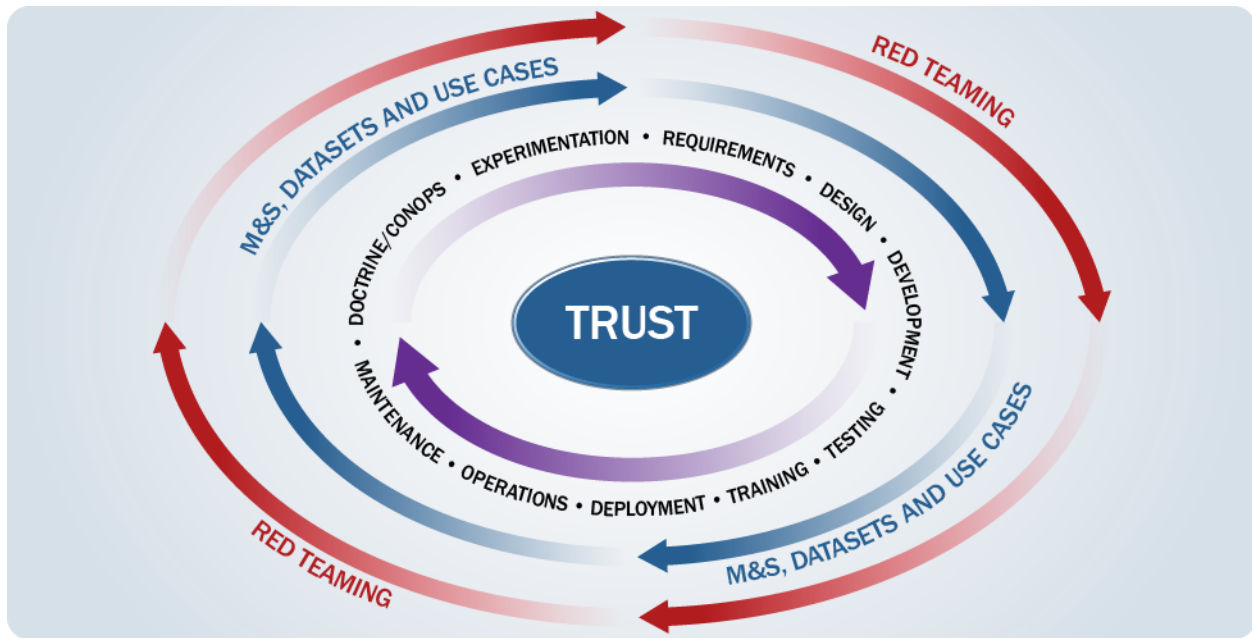 RED TEAMING
M&S, DATASETS AND USE CASES
DOCTRINE/CONOPS • EXPERIMENTATION • REQUIREMENTS • DESIGN • DEVELOPMENT • TESTING • TRAINING • DEPLOYMENT • OPERATIONS • MAINTENANCE •
TRUST
M&S, DATASETS AND USE CASES
RED TEAMING